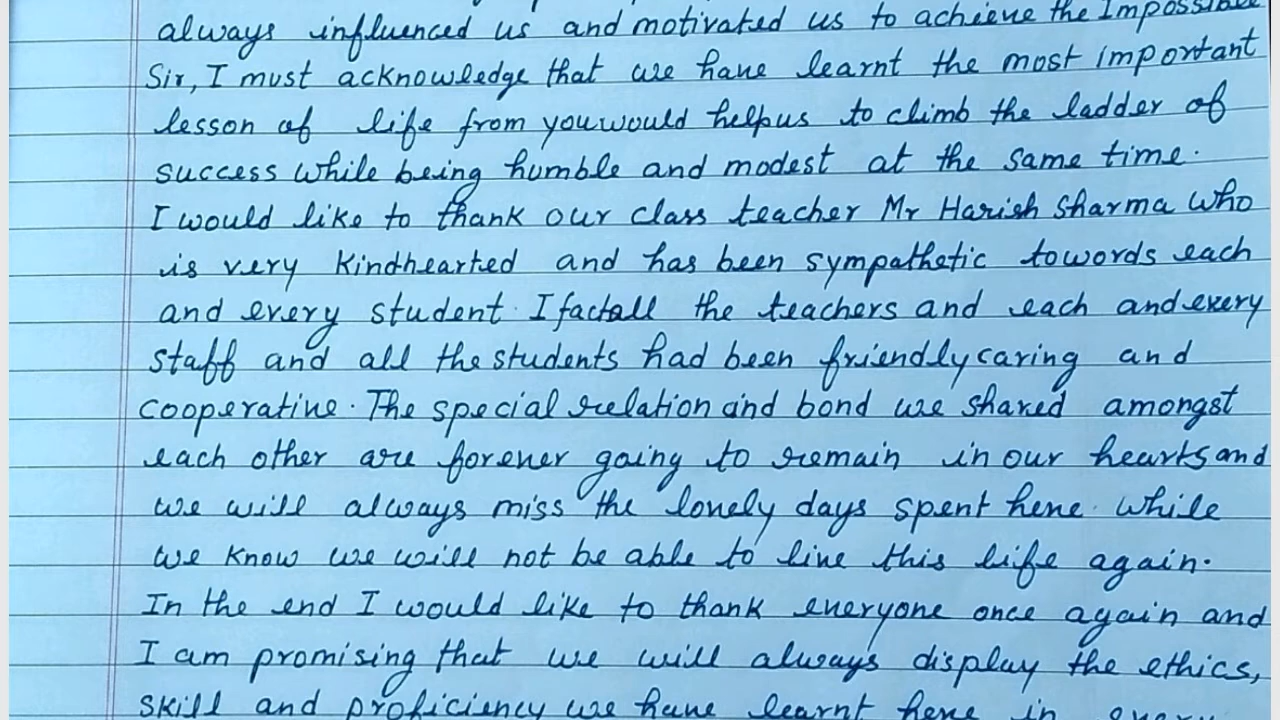 always influenced us and motivated us to achieve the Impossible
Sir, I must acknowledge that we have learnt the most important
lesson of life from you would help us to climb the ladder of
success while being humble and modest at the same time.
I would like to thank our class teacher Mr Harish Sharma who
is very kindhearted and has been sympathetic towords each
and every student. I factall the teachers and each and every
staff and all the students had been friendly caring and
cooperative. The special relation and bond we shared amongst
each other are forever going to remain in our hearts and
we will always miss the lovely days spent here while
we know we will not be able to live this life again.
In the end I would like to thank everyone once again and
I am promising that we will always display the ethics,
skill and proficiency we have learnt here in every